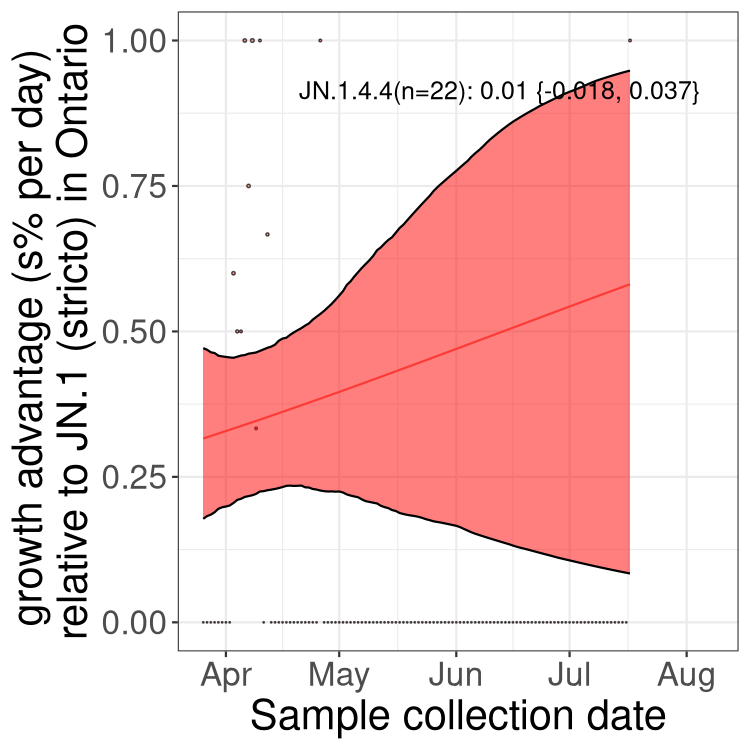 growth advantage (s% per day)
relative to JN.1 (stricto) in Ontario
1.00
0.75
0.50
0.25
0.00
JN.1.4.4(n=22): 0.01 {-0.018, 0.037}
Apr May Jun Jul Aug
Sample collection date